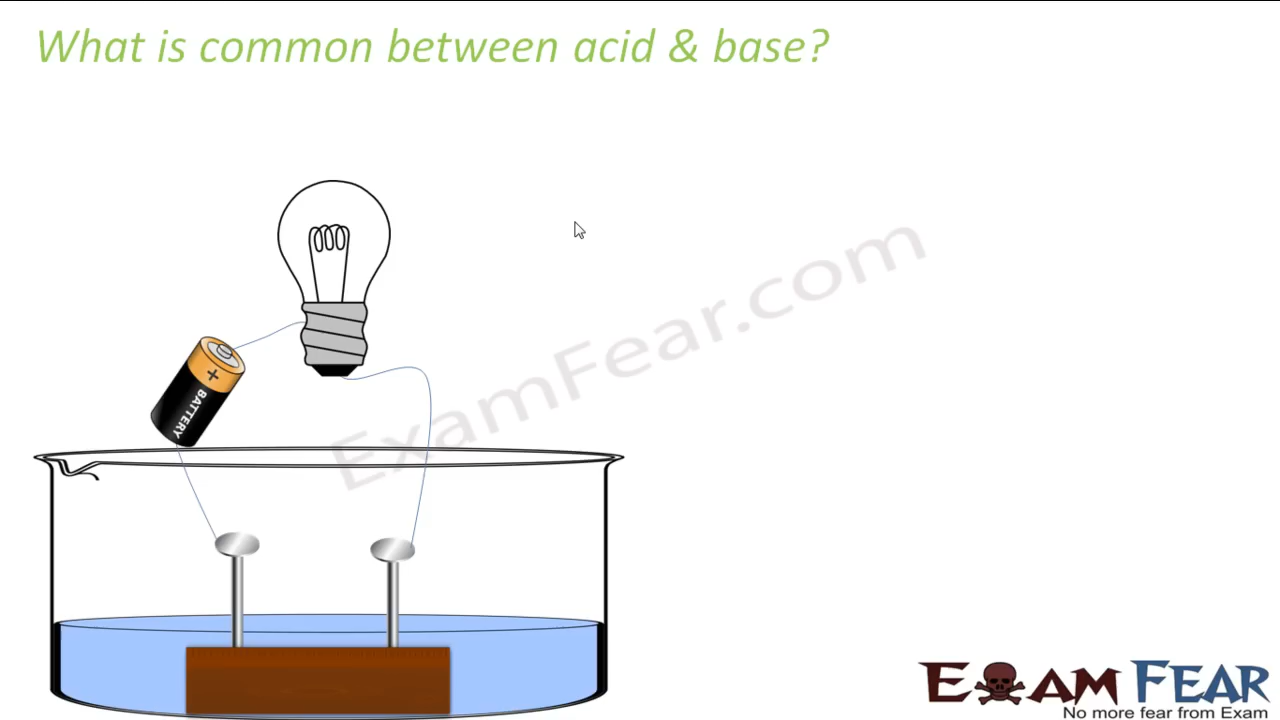 What is common between acid & base?
ExamFear.com
+
BATTERY
EXAM FEAR
No more fear from Exam